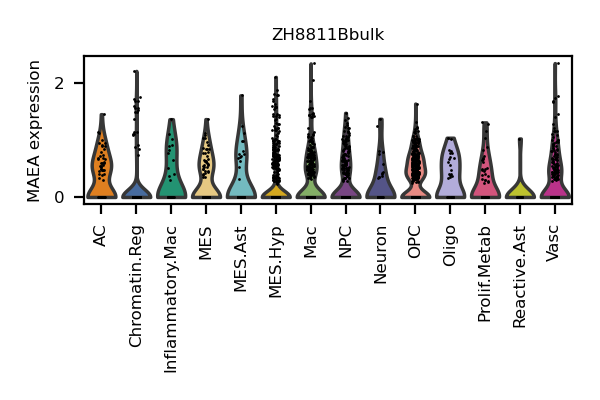 ZH8811Bbulk
MAEA expression
2
0
AC
Chromatin.Reg
Inflammatory.Mac
MES
MES.Ast
MES.Hyp
Mac
NPC
Neuron
OPC
Oligo
Prolif.Metab
Reactive.Ast
Vasc